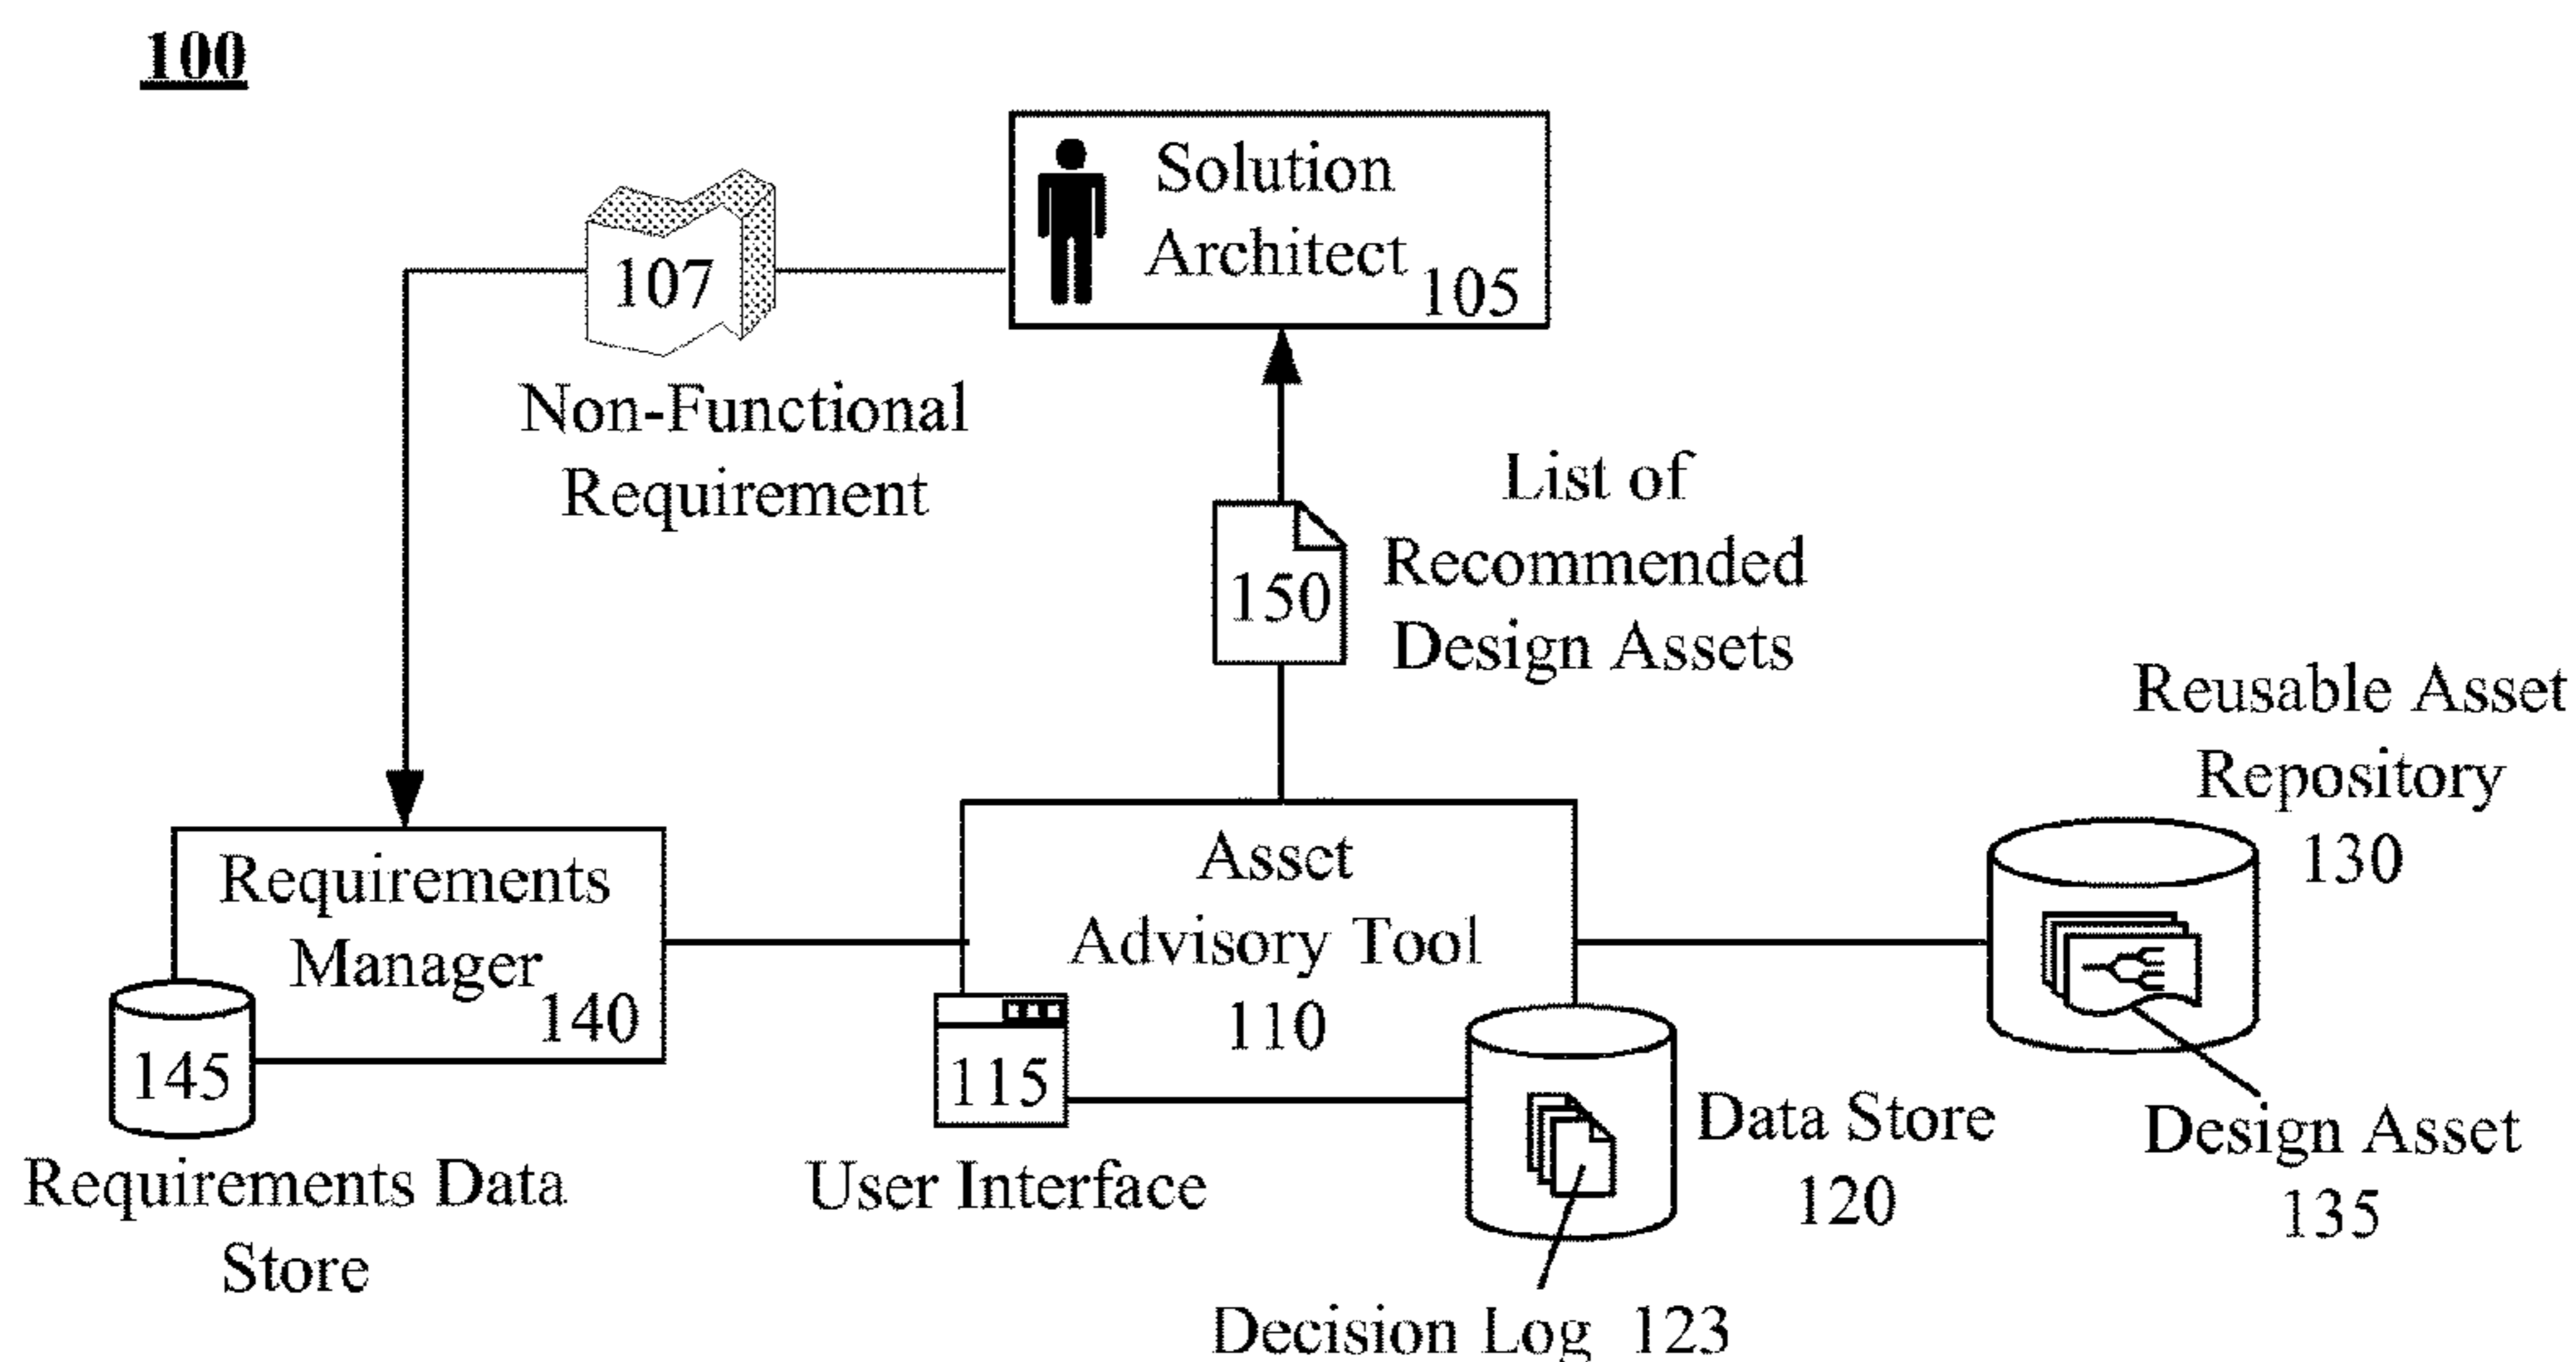 100
Solution
Architect
105
107
Non-Functional
Requirement
List of
Recommended
Design Assets
150
Reusable Asset
Repository
130
Requirements
Manager
140
145
Requirements Data
Store
Asset
Advisory Tool
110
115
User Interface
Data Store
120
Decision Log 123
Design Asset
135